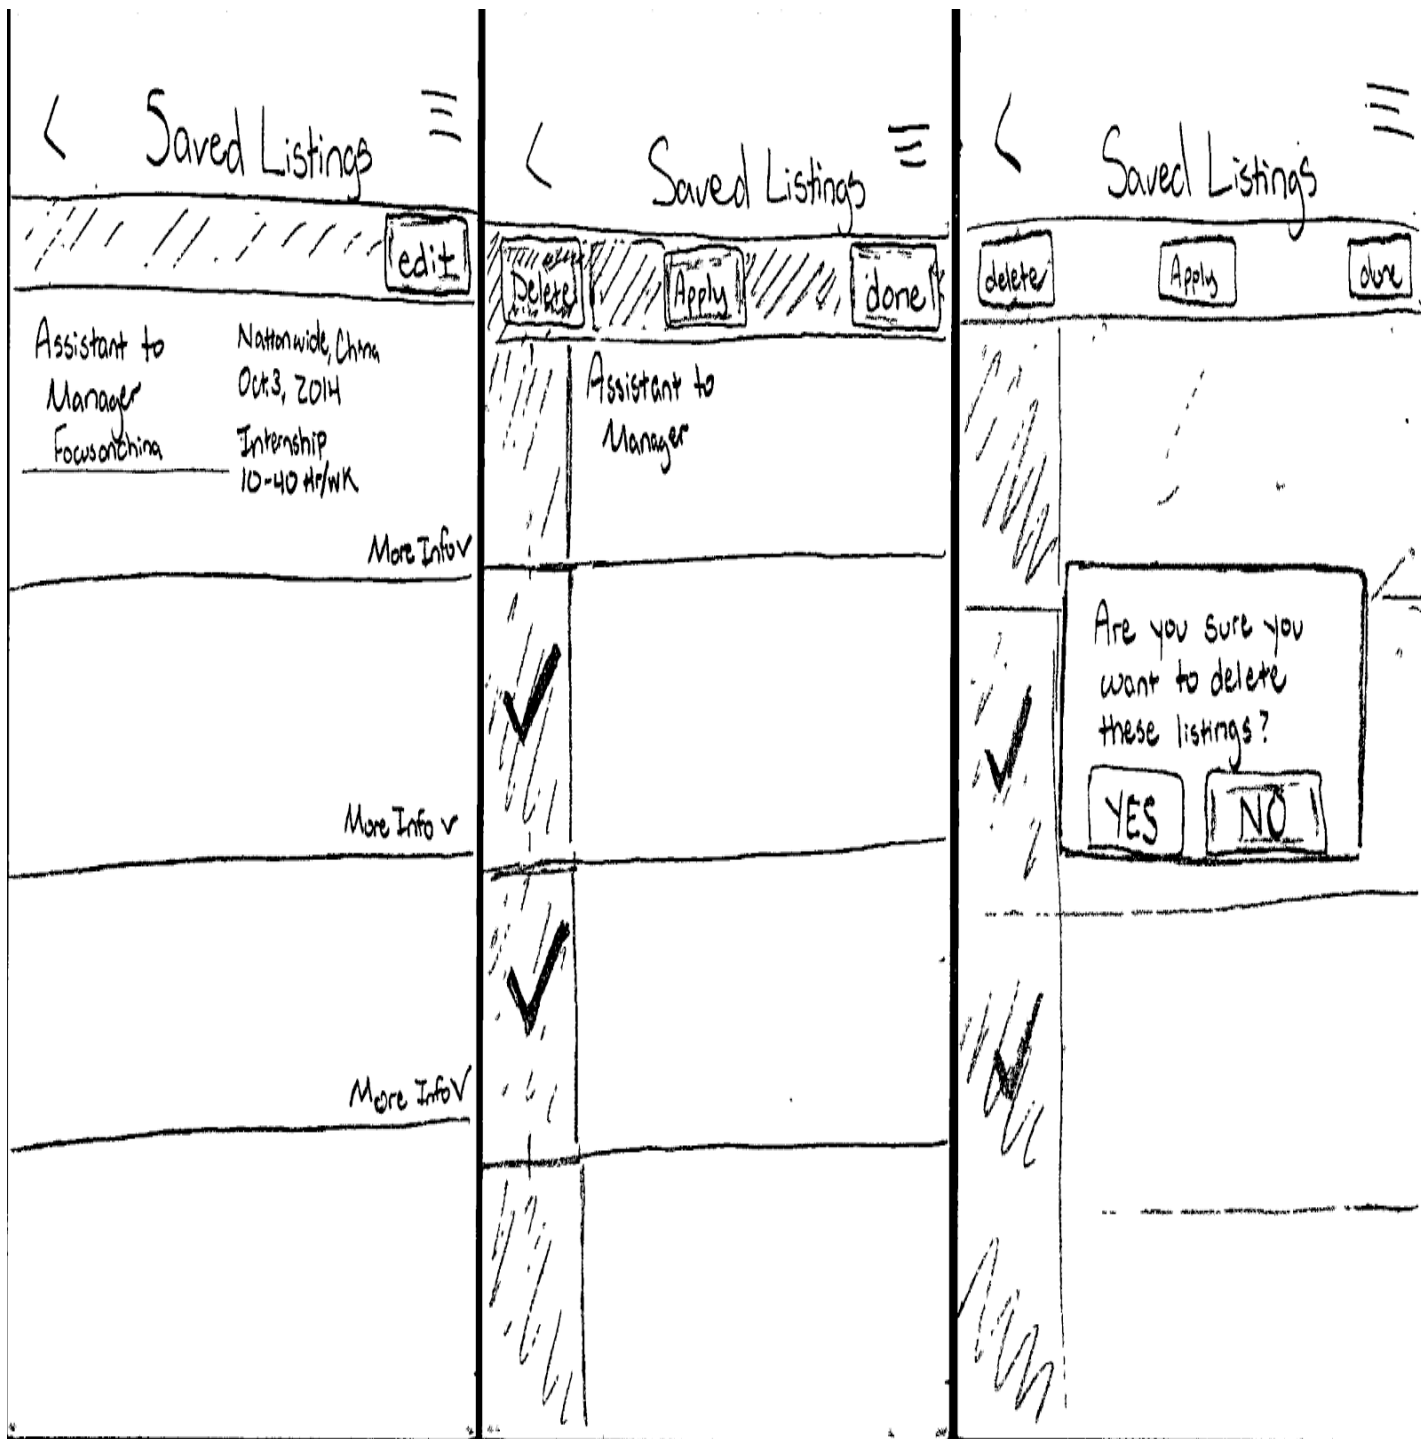 Saved Listings
edit
Assistant to
Manager
Focusonchina
Nationwide, China
Oct.3, 2014
Internship
10-40 Hr/WK
More Info
More Info
More Info
Saved Listings
Delete
Apply
done
Assistant to
Manager
Saved Listings
delete
Apply
done
Are you sure you
want to delete
these listings?
YES
NO